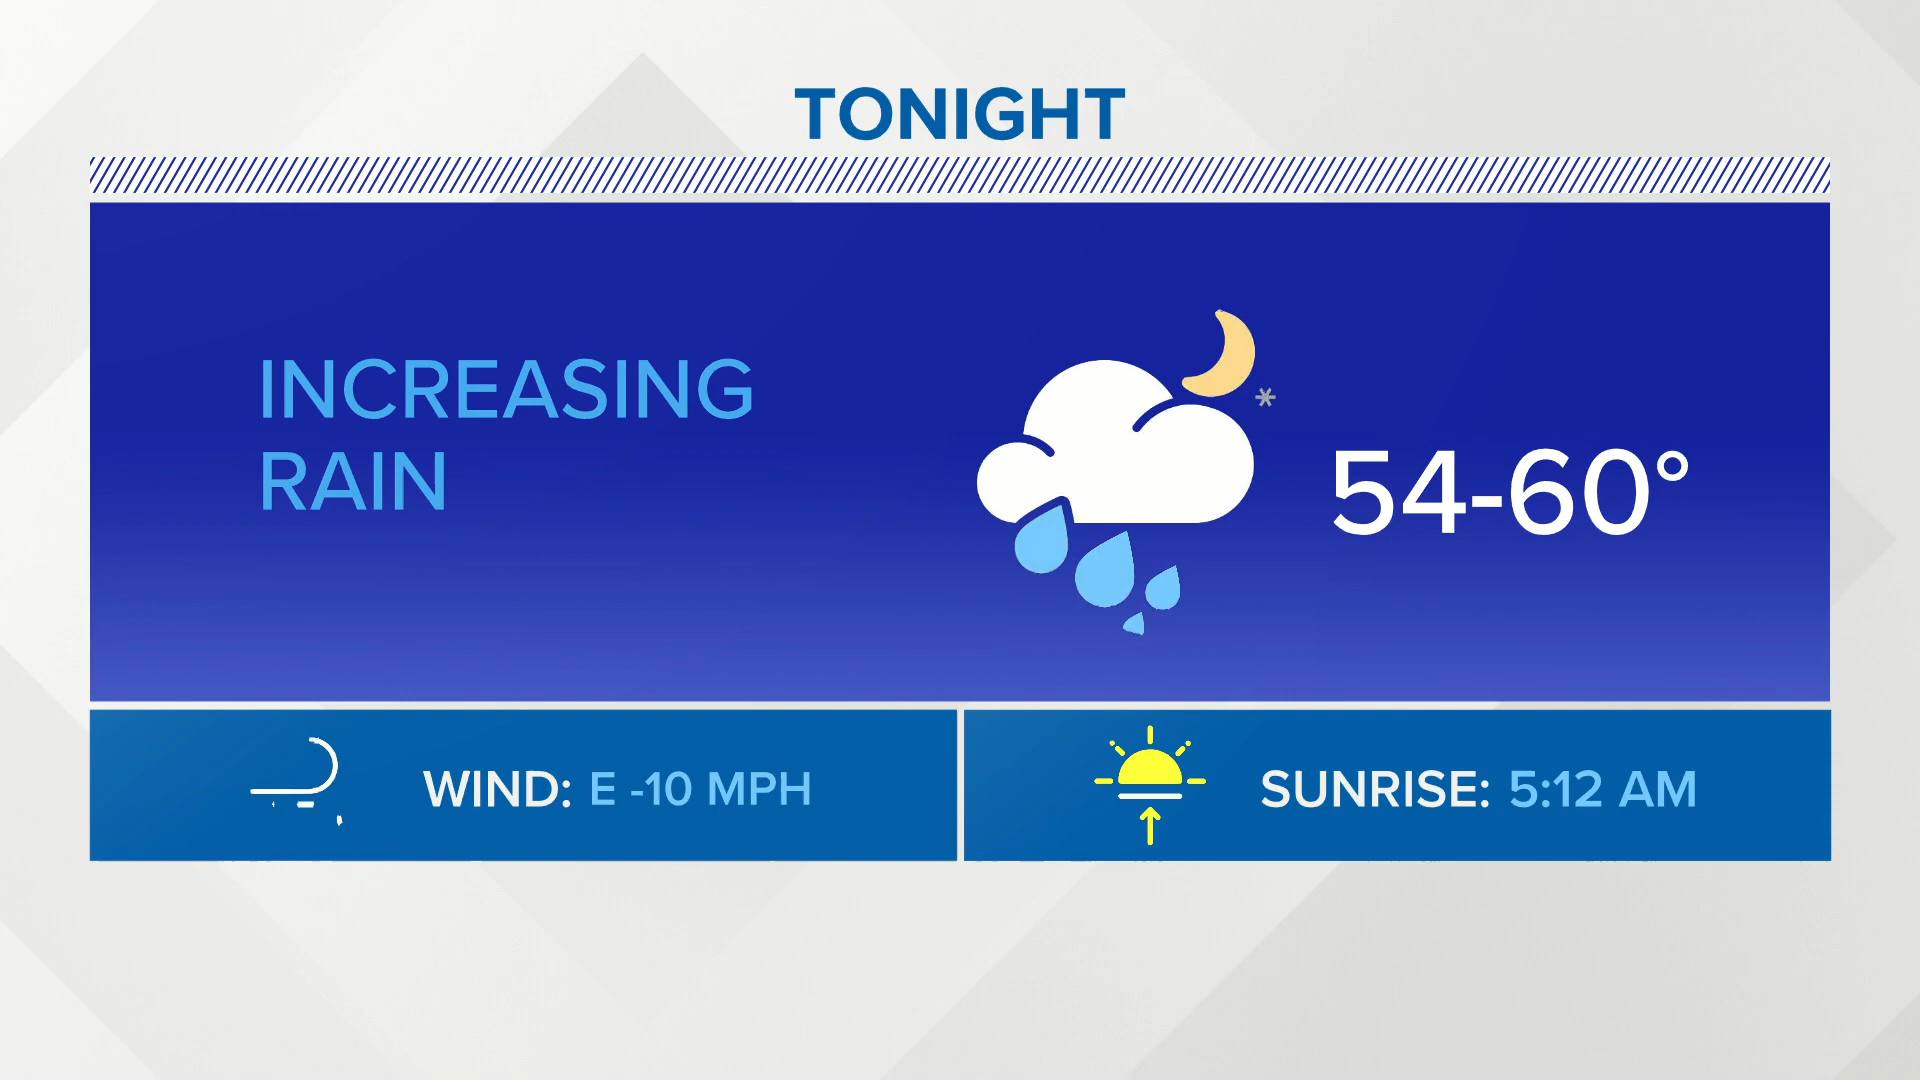 TONIGHT
INCREASING
RAIN
54-60°
WIND: E -10 MPH
SUNRISE: 5:12 AM